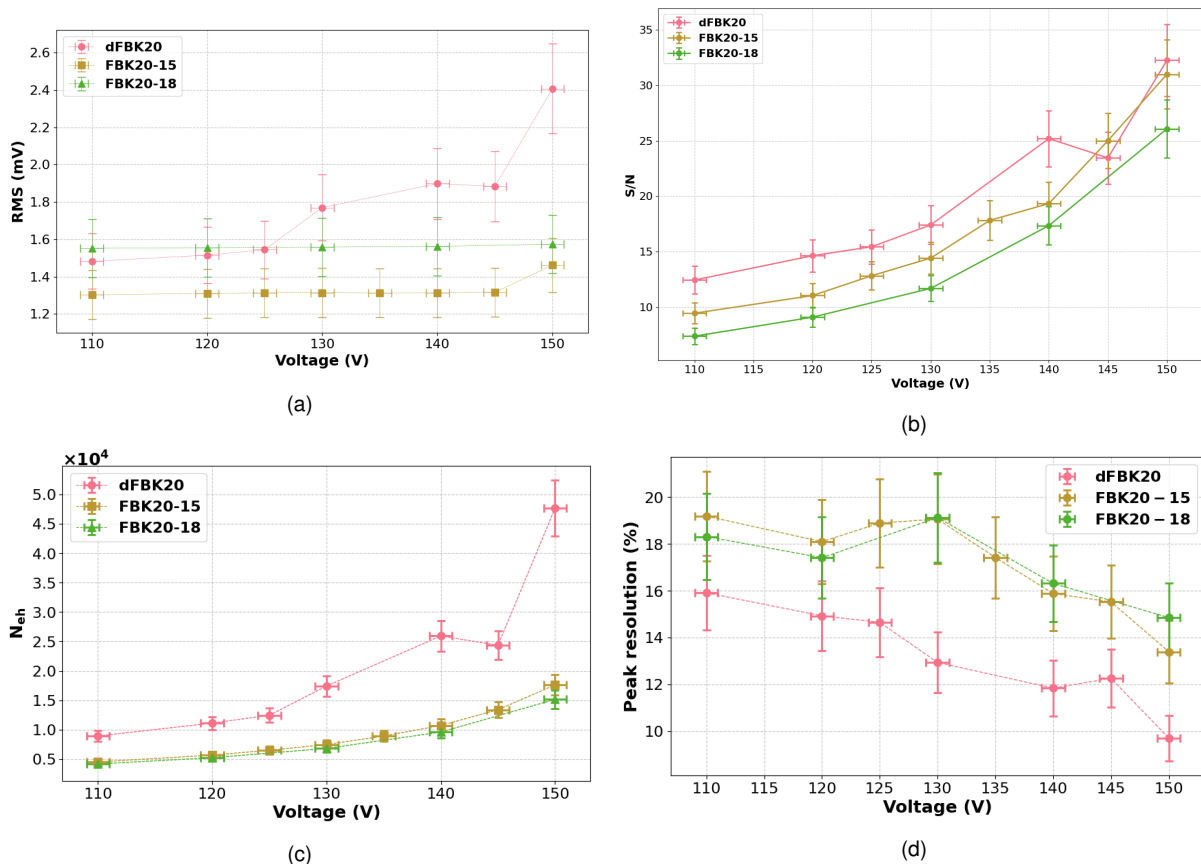 dFBK20
FBK20-15
FBK20-18
2.6
2.4
2.2
2.0
1.8
1.6
1.4
1.2
RMS (mV)
110
120
130
140
150
Voltage (V)
(a)
dFBK20
FBK20-15
FBK20-18
35
30
25
20
15
10
S/N
110
115
120
125
130
135
140
145
150
Voltage (V)
(b)
×10⁴
dFBK20
FBK20-15
FBK20-18
5.0
4.5
4.0
3.5
3.0
2.5
2.0
1.5
1.0
0.5
Neh
110
120
130
140
150
Voltage (V)
(c)
dFBK20
FBK20 − 15
FBK20 − 18
20
18
16
14
12
10
Peak resolution (%)
110
115
120
125
130
135
140
145
150
Voltage (V)
(d)